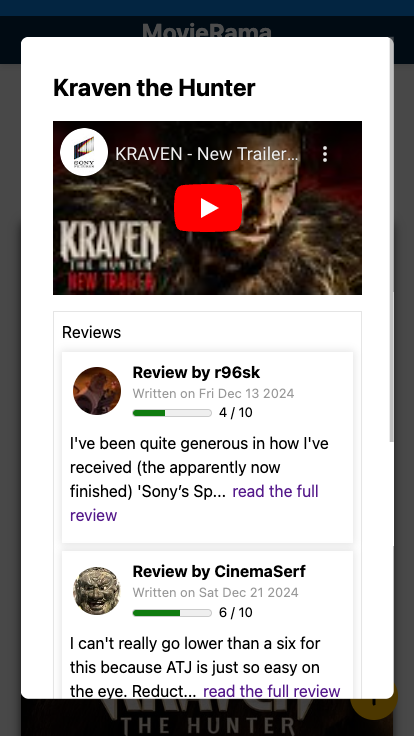 MovieRama
Kraven the Hunter
SONY
KRAVEN - New Trailer...
KRAVEN
THE HUNTER
NEW TRAILER
Reviews
Review by r96sk
Written on Fri Dec 13 2024
4 / 10
I've been quite generous in how I've
received (the apparently now
finished) 'Sony’s Sp... read the full
review
Review by CinemaSerf
Written on Sat Dec 21 2024
6 / 10
I can't really go lower than a six for
this because ATJ is just so easy on
the eye. Reduct... read the full review
THE HUNTER